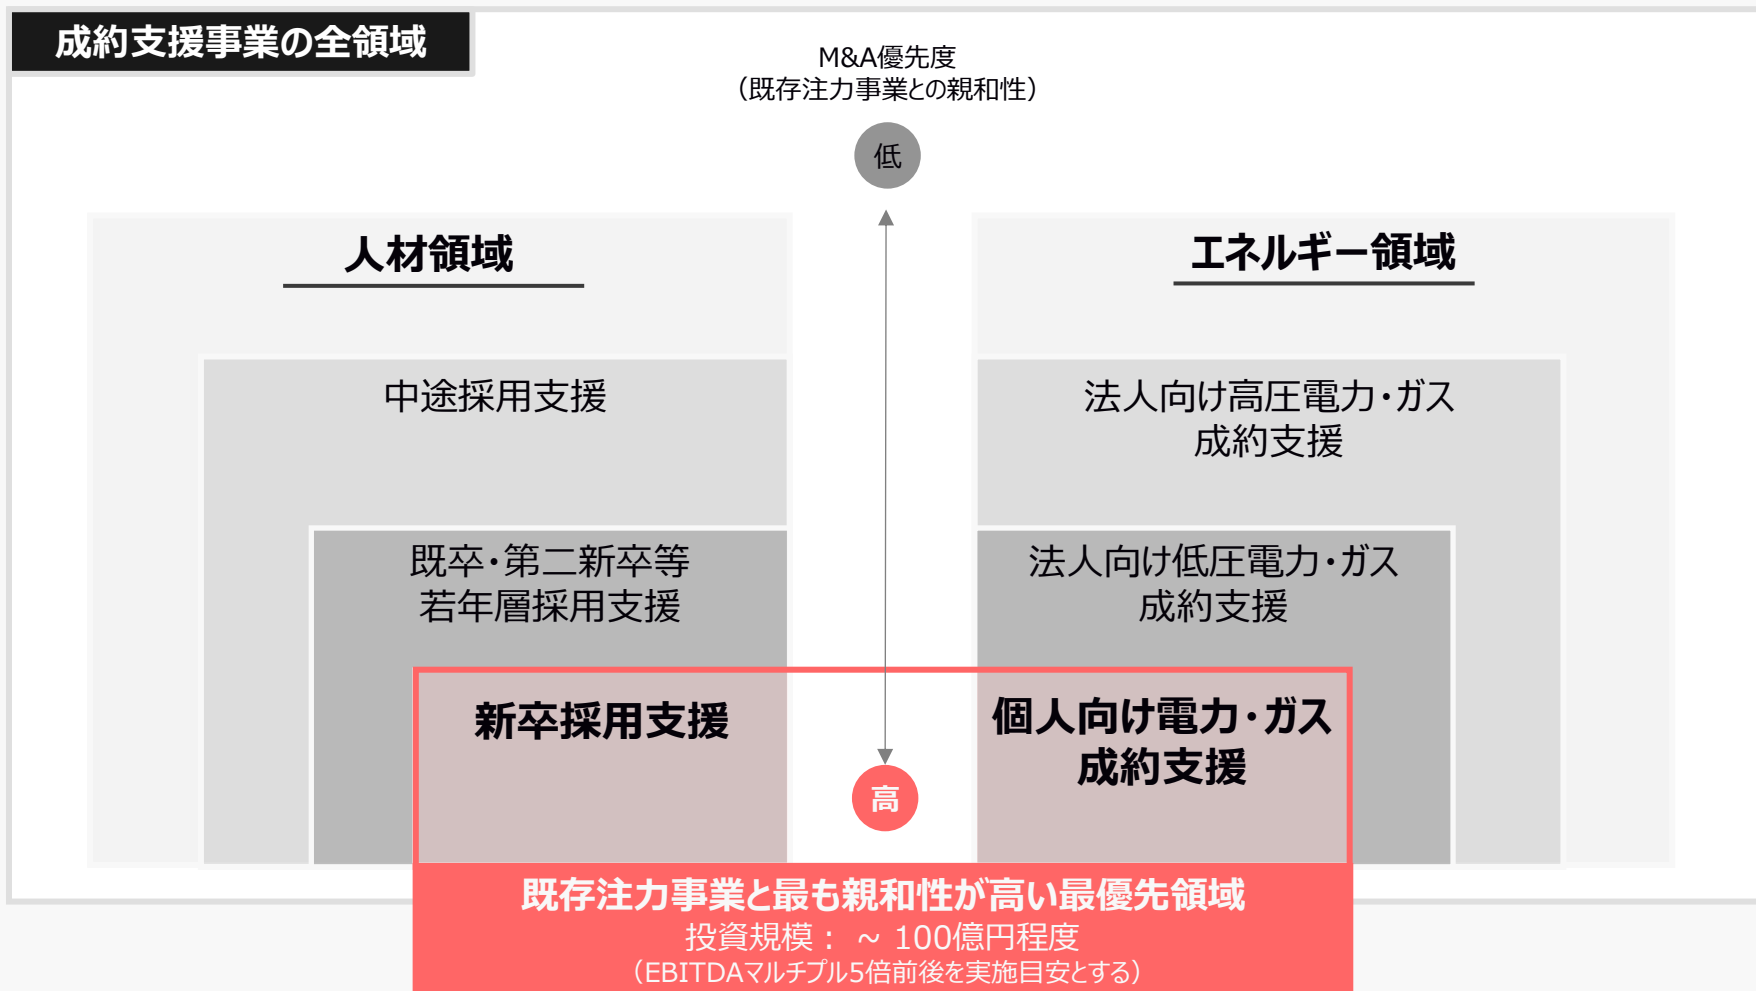 成約支援事業の全領域
M&A優先度
（既存注力事業との親和性）
低
人材領域
エネルギー領域
中途採用支援
法人向け高圧電力・ガス
成約支援
既卒・第二新卒等
若年層採用支援
法人向け低圧電力・ガス
成約支援
新卒採用支援
個人向け電力・ガス
成約支援
高
既存注力事業と最も親和性が高い最優先領域
投資規模： ~ 100億円程度
（EBITDAマルチプル5倍前後を実施目安とする）